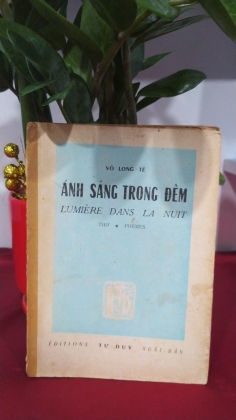 VÕ LONG-TÊ
ÁNH SÁNG TRONG ĐÊM
LUMIÈRE DANS LA NUIT
THƠ ★ POÈMES
ÉDITIONS TƯ-DUY XUẤT-BẢN